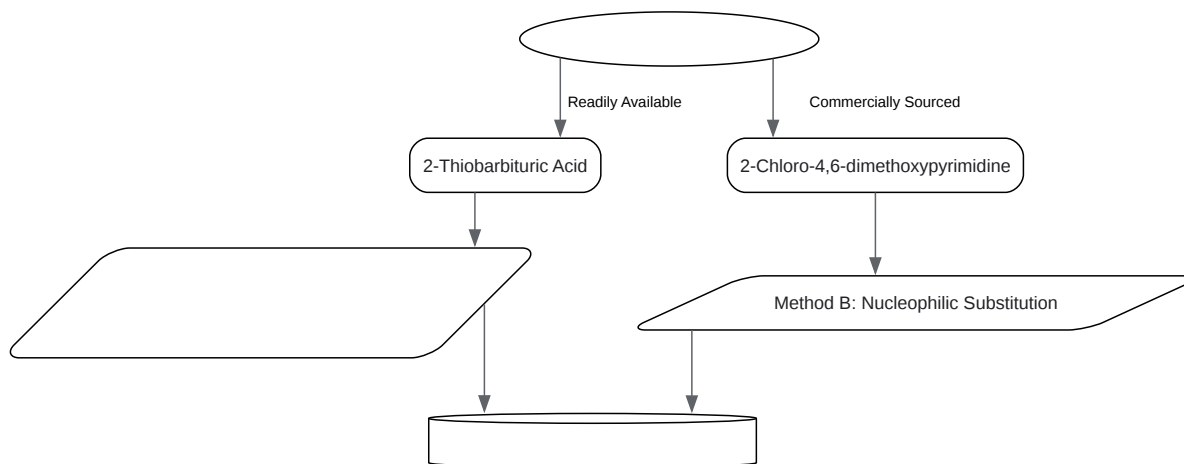 Readily Available
Commercially Sourced
2-Thiobarbituric Acid
2-Chloro-4,6-dimethoxypyrimidine
Method B: Nucleophilic Substitution